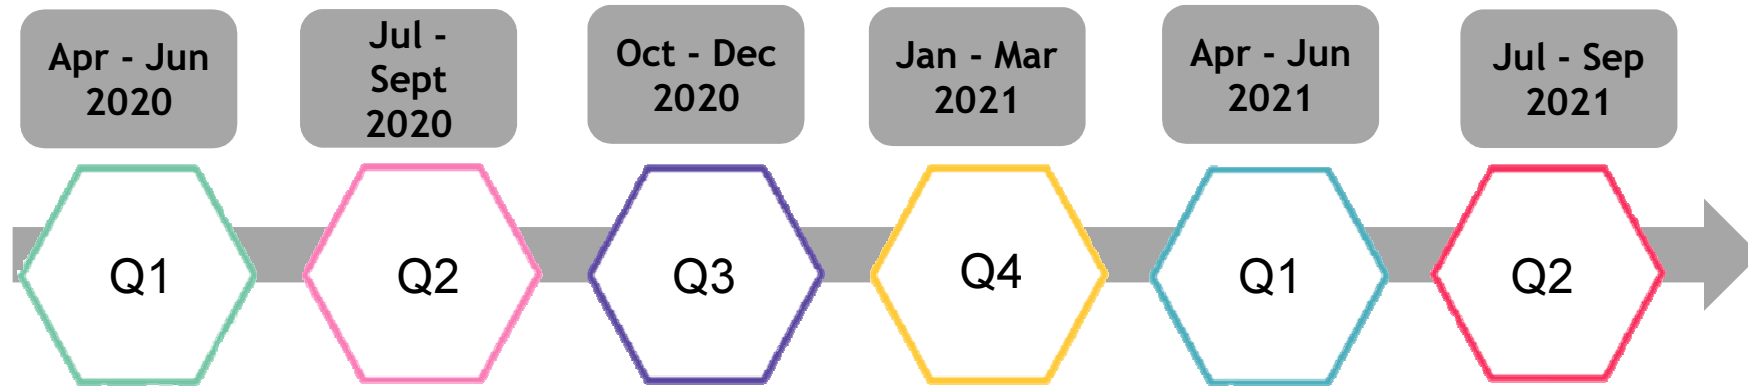 Apr - Jun
2020
Jul -
Sept
2020
Oct - Dec
2020
Jan - Mar
2021
Apr - Jun
2021
Jul - Sep
2021
Q1
Q2
Q3
Q4
Q1
Q2